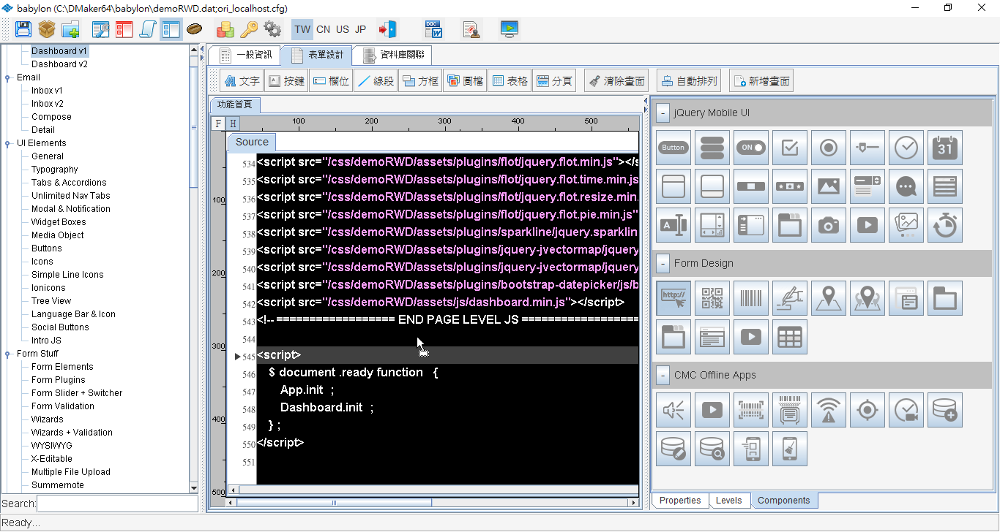 babylon (C:\DMaker64\babylon\demoRWD.dat;ori_localhost.cfg)
TW CN US JP
DOC
W
Dashboard v1
Dashboard v2
Email
Inbox v1
Inbox v2
Compose
Detail
UI Elements
General
Typography
Tabs & Accordions
Unlimited Nav Tabs
Modal & Notification
Widget Boxes
Media Object
Buttons
Icons
Simple Line Icons
Ionicons
Tree View
Language Bar & Icon
Social Buttons
Intro JS
Form Stuff
Form Elements
Form Plugins
Form Slider + Switcher
Form Validation
Wizards
Wizards + Validation
WYSIWYG
X-Editable
Multiple File Upload
Summernote
Search:
Ready...
一般資訊 表單設計 資料庫關聯
文字 按鍵 欄位 線段 方框 圖檔 表格 分頁 清除畫面 自動排列 新增畫面
功能首頁
F H 100 200 300 400 500
100
200
300
400
500
Source
534 <script src="/css/demoRWD/assets/plugins/flot/jquery.flot.min.js"></s
535 <script src="/css/demoRWD/assets/plugins/flot/jquery.flot.time.min.js
536 <script src="/css/demoRWD/assets/plugins/flot/jquery.flot.resize.min.
537 <script src="/css/demoRWD/assets/plugins/flot/jquery.flot.pie.min.js"
538 <script src="/css/demoRWD/assets/plugins/sparkline/jquery.sparklin
539 <script src="/css/demoRWD/assets/plugins/jquery-jvectormap/jquery
540 <script src="/css/demoRWD/assets/plugins/jquery-jvectormap/jquery
541 <script src="/css/demoRWD/assets/plugins/bootstrap-datepicker/js/b
542 <script src="/css/demoRWD/assets/js/dashboard.min.js"></script>
543 <!-- ================== END PAGE LEVEL JS ==================
544
545 <script>
546 $ document .ready function {
547 App.init ;
548 Dashboard.init ;
549 } ;
550 </script>
551
- jQuery Mobile UI
Button
ON
31
A
- Form Design
http://
- CMC Offline Apps
Properties Levels Components